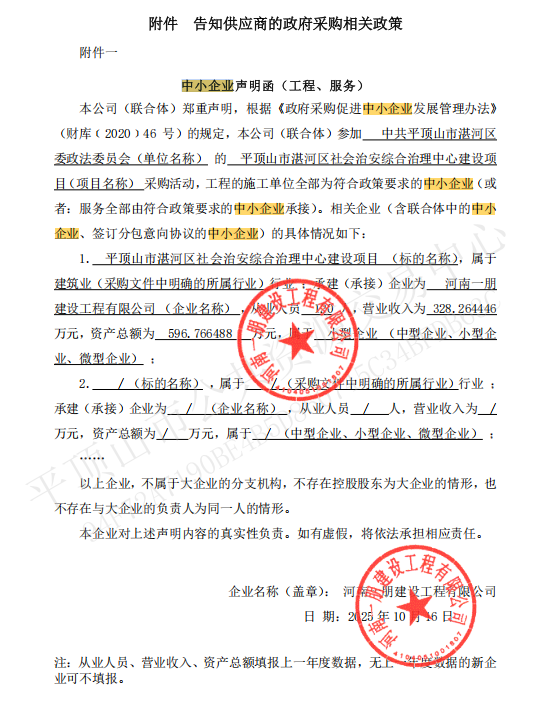 附件 告知供应商的政府采购相关政策
附件一
中小企业声明函（工程、服务）
本公司（联合体）郑重声明，根据《政府采购促进中小企业发展管理办法》
（财库﹝2020﹞46 号）的规定，本公司（联合体）参加 中共平顶山市湛河区
委政法委员会（单位名称） 的 平顶山市湛河区社会治安综合治理中心建设项
目（项目名称）采购活动，工程的施工单位全部为符合政策要求的中小企业（或
者：服务全部由符合政策要求的中小企业承接）。相关企业（含联合体中的中小
企业、签订分包意向协议的中小企业）的具体情况如下：
1. 平顶山市湛河区社会治安综合治理中心建设项目 （标的名称），属于
建筑业（采购文件中明确的所属行业）行业；承建（承接）企业为 河南一朋
建设工程有限公司 （企业名称），从业人员 人，营业收入为 328.264446
万元，资产总额为 596.766488 万元，属于 小型企业 （中型企业、小型企
业、微型企业） ；
2. / （标的名称） ，属于 / （采购文件中明确的所属行业）行业；
承建（承接）企业为 / （企业名称） ，从业人员 / 人，营业收入为 /
万元，资产总额为 / 万元，属于 / （中型企业、小型企业、微型企业） ；
……
以上企业，不属于大企业的分支机构，不存在控股股东为大企业的情形，也
不存在与大企业的负责人为同一人的情形。
本企业对上述声明内容的真实性负责。如有虚假，将依法承担相应责任。
企业名称（盖章）： 河南一朋建设工程有限公司
日 期：2025 年 10 月 16 日
注：从业人员、营业收入、资产总额填报上一年度数据，无上一年度数据的新企
业可不填报。
河南一朋建设工程有限公司
河南一朋建设工程有限公司